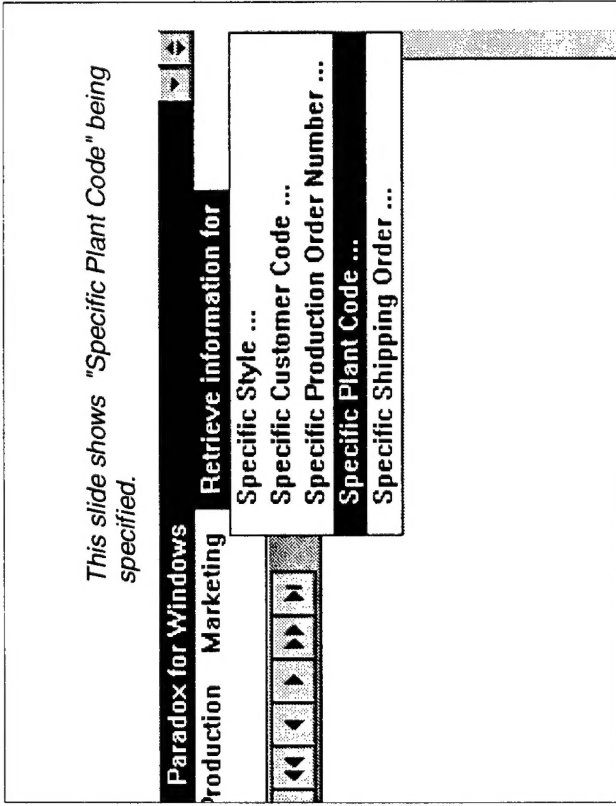 This slide shows "Specific Plant Code" being
specified.
Paradox for Windows
Production Marketing Retrieve information for
Specific Style ...
Specific Customer Code ...
Specific Production Order Number ...
Specific Plant Code ...
Specific Shipping Order ...